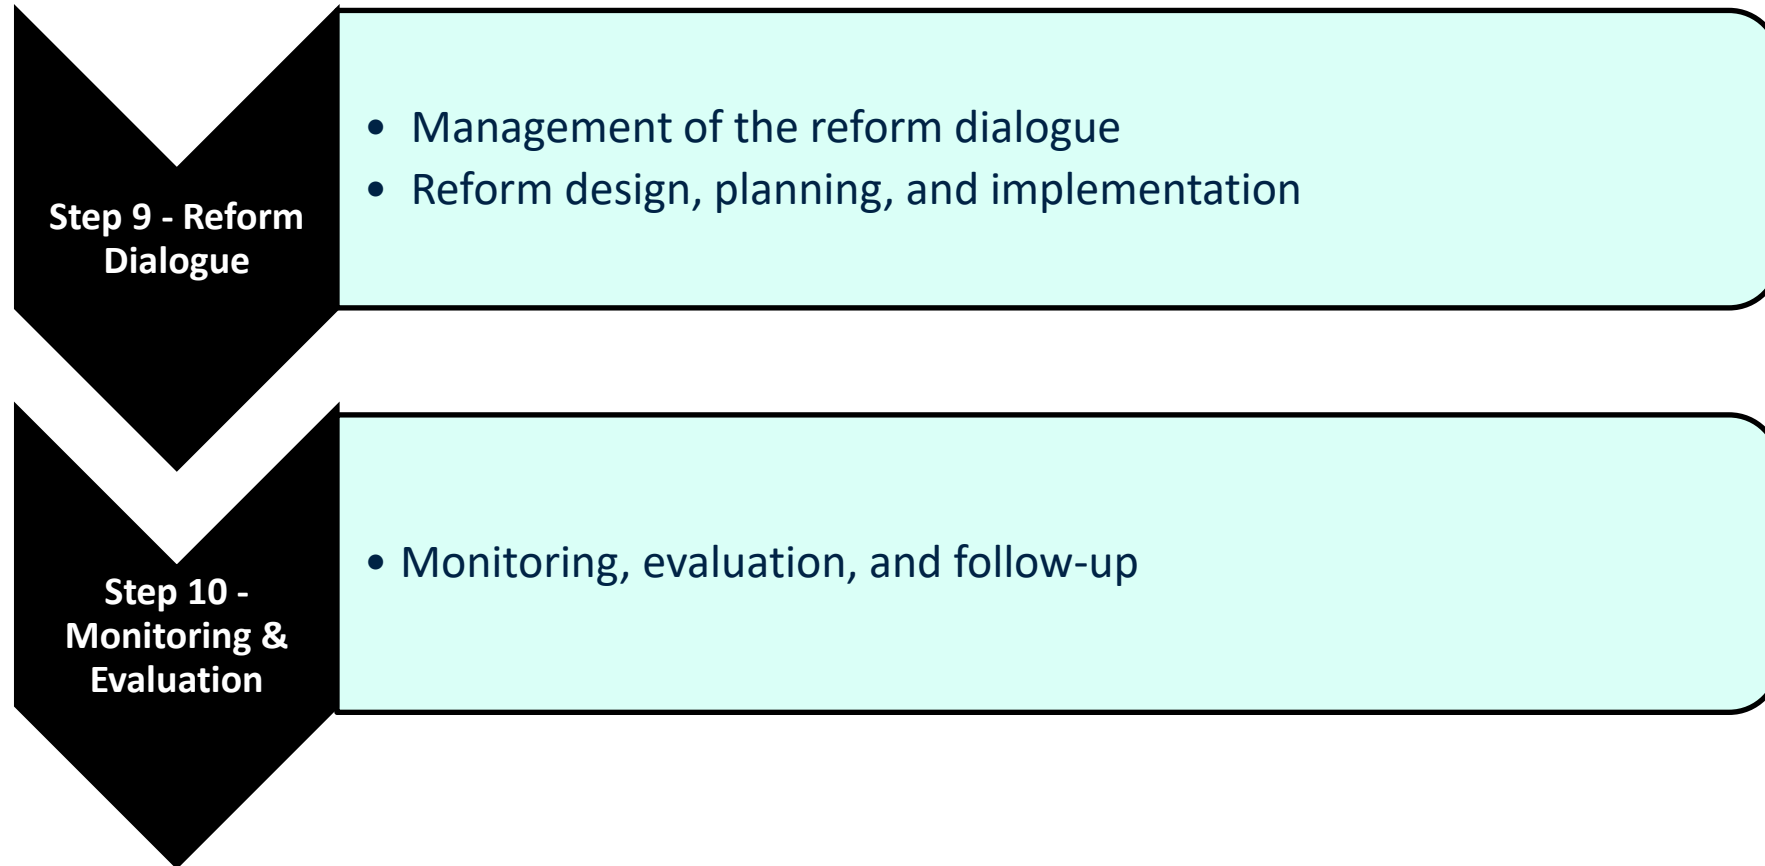 Step 9 - Reform
Dialogue
• Management of the reform dialogue
• Reform design, planning, and implementation
Step 10 -
Monitoring &
Evaluation
• Monitoring, evaluation, and follow-up